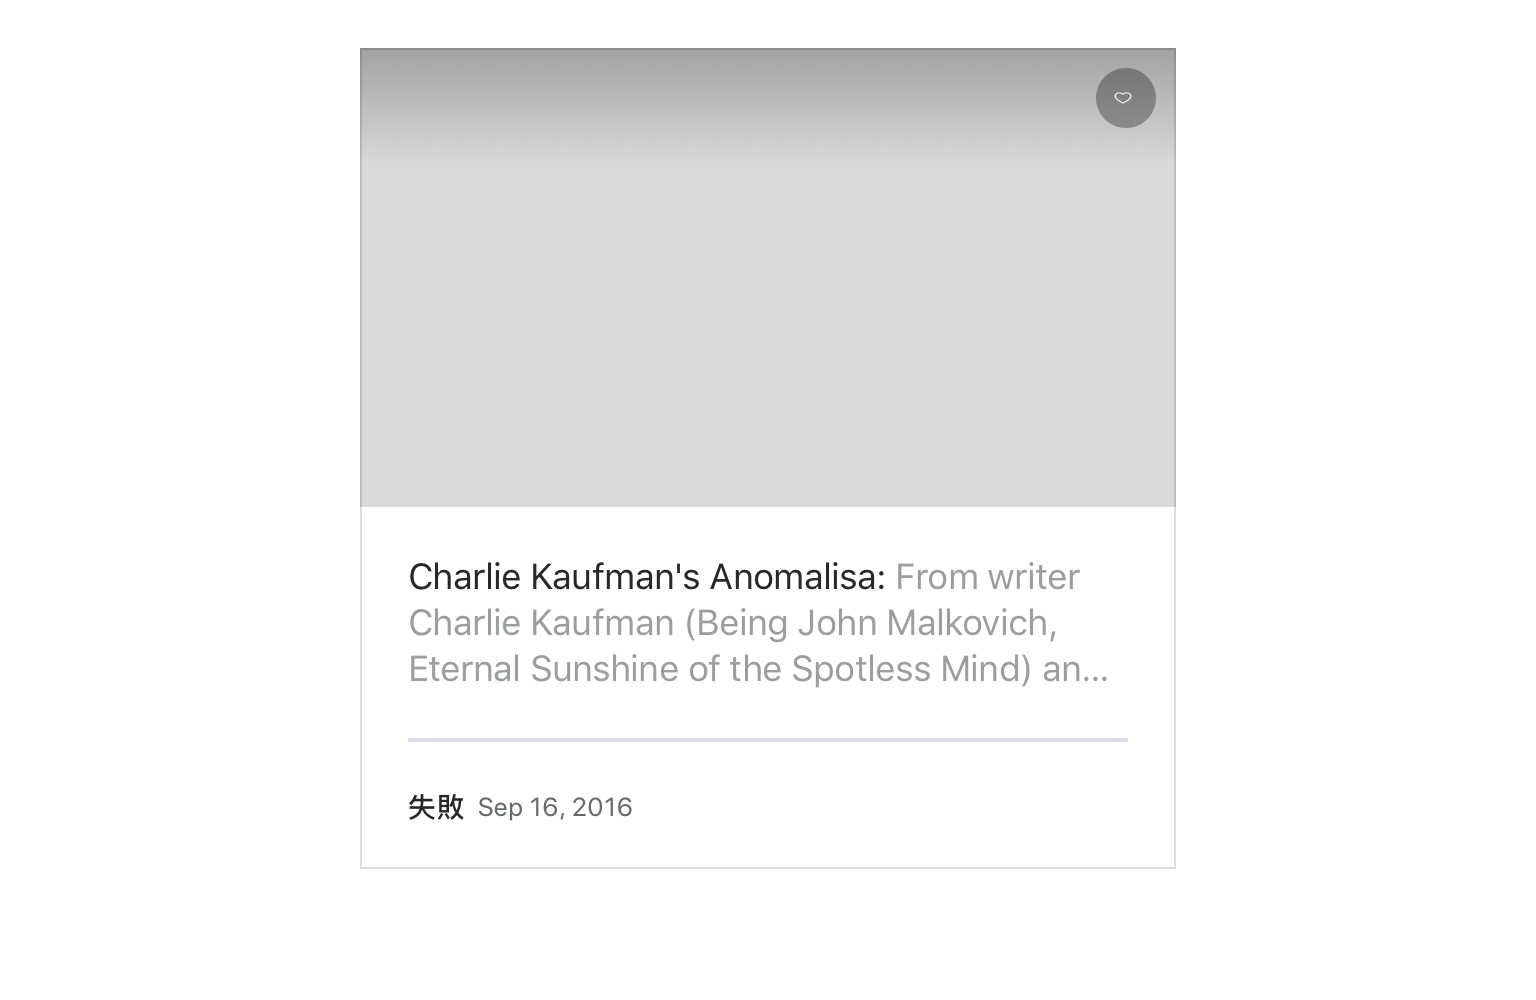 Charlie Kaufman's Anomalisa: From writer
Charlie Kaufman (Being John Malkovich,
Eternal Sunshine of the Spotless Mind) an...
失敗 Sep 16, 2016